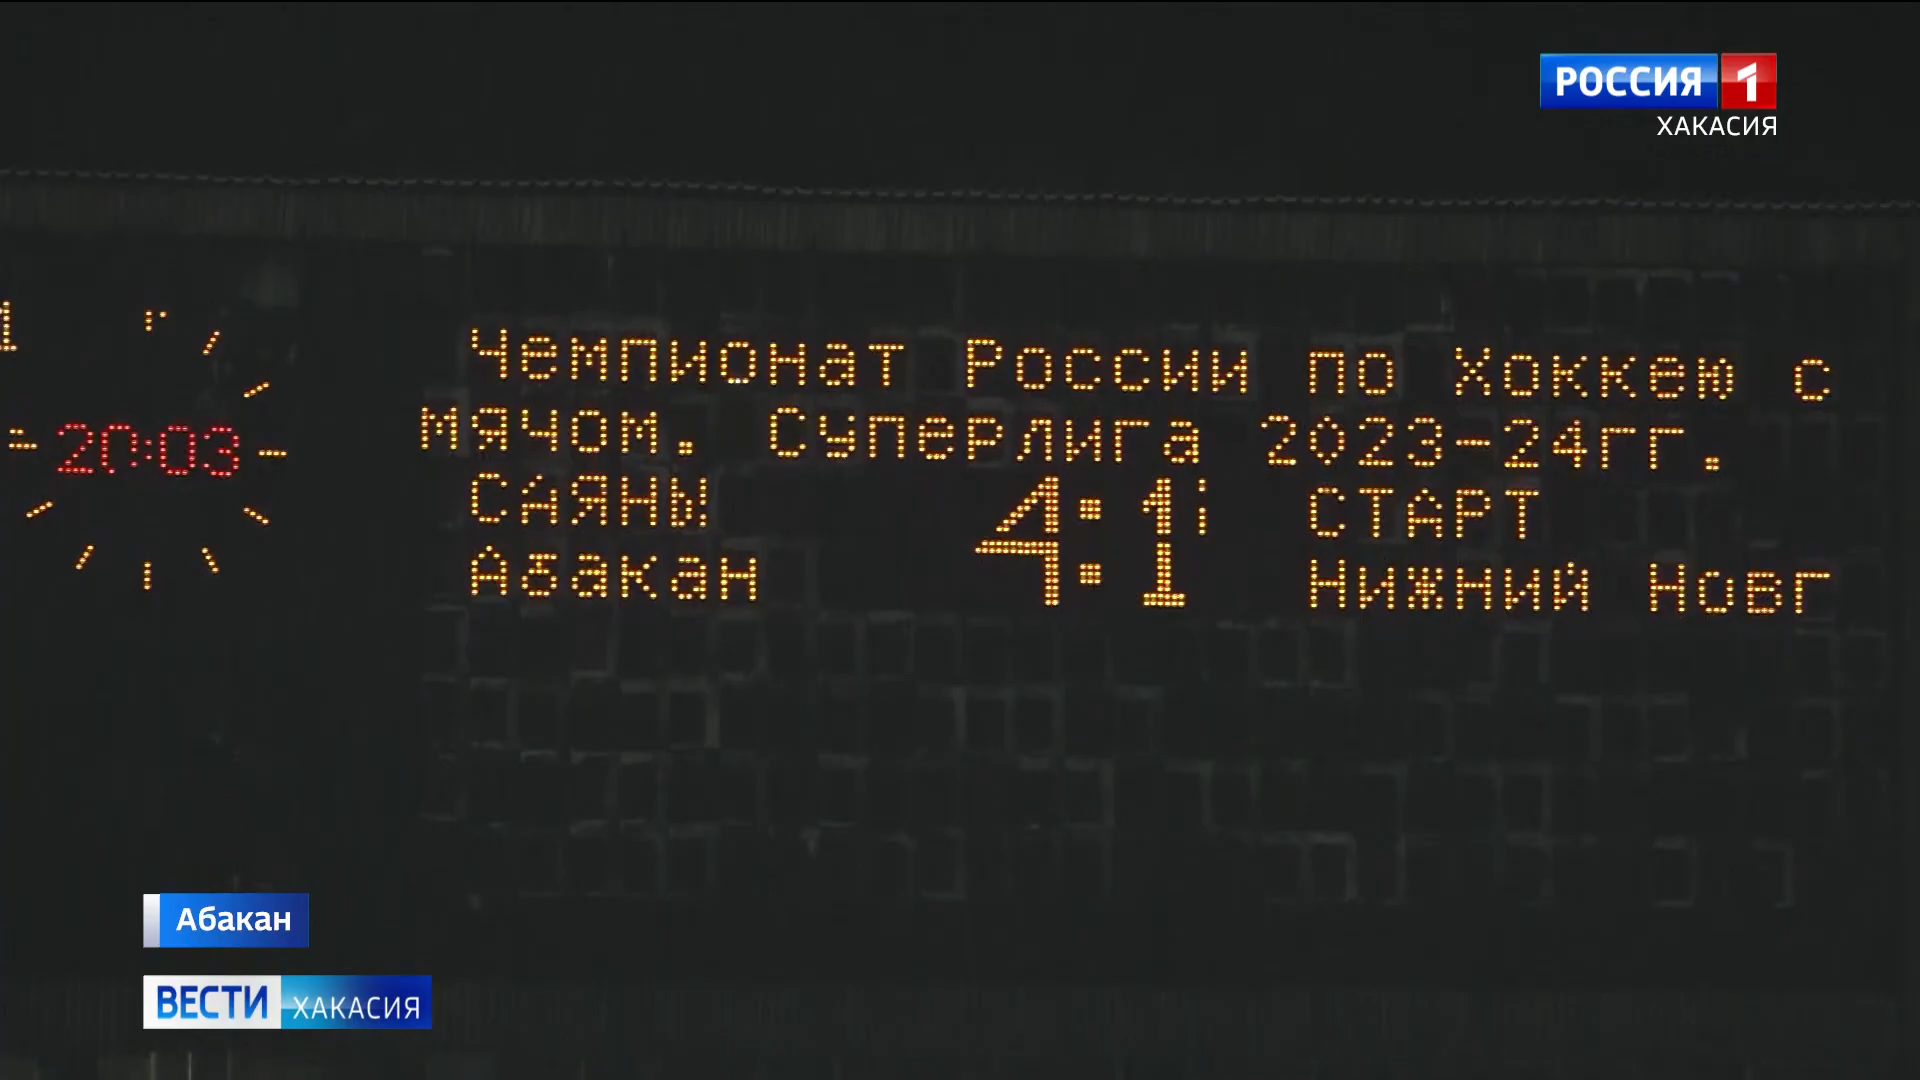 РОССИЯ 1
ХАКАСИЯ
Чемпионат России по Хоккею с
мячом. Суперлига 2023-24гг.
20:03
САЯНЫ 4:1 СТАРТ
Абакан Нижний Новг
Абакан
ВЕСТИ ХАКАСИЯ